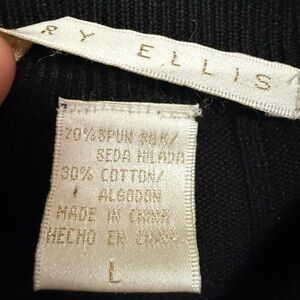 RY ELLIS
70% SPUN SILK/
SEDA HILADA
30% COTTON/
ALGODON
MADE IN CHINA
HECHO EN CHINA
L